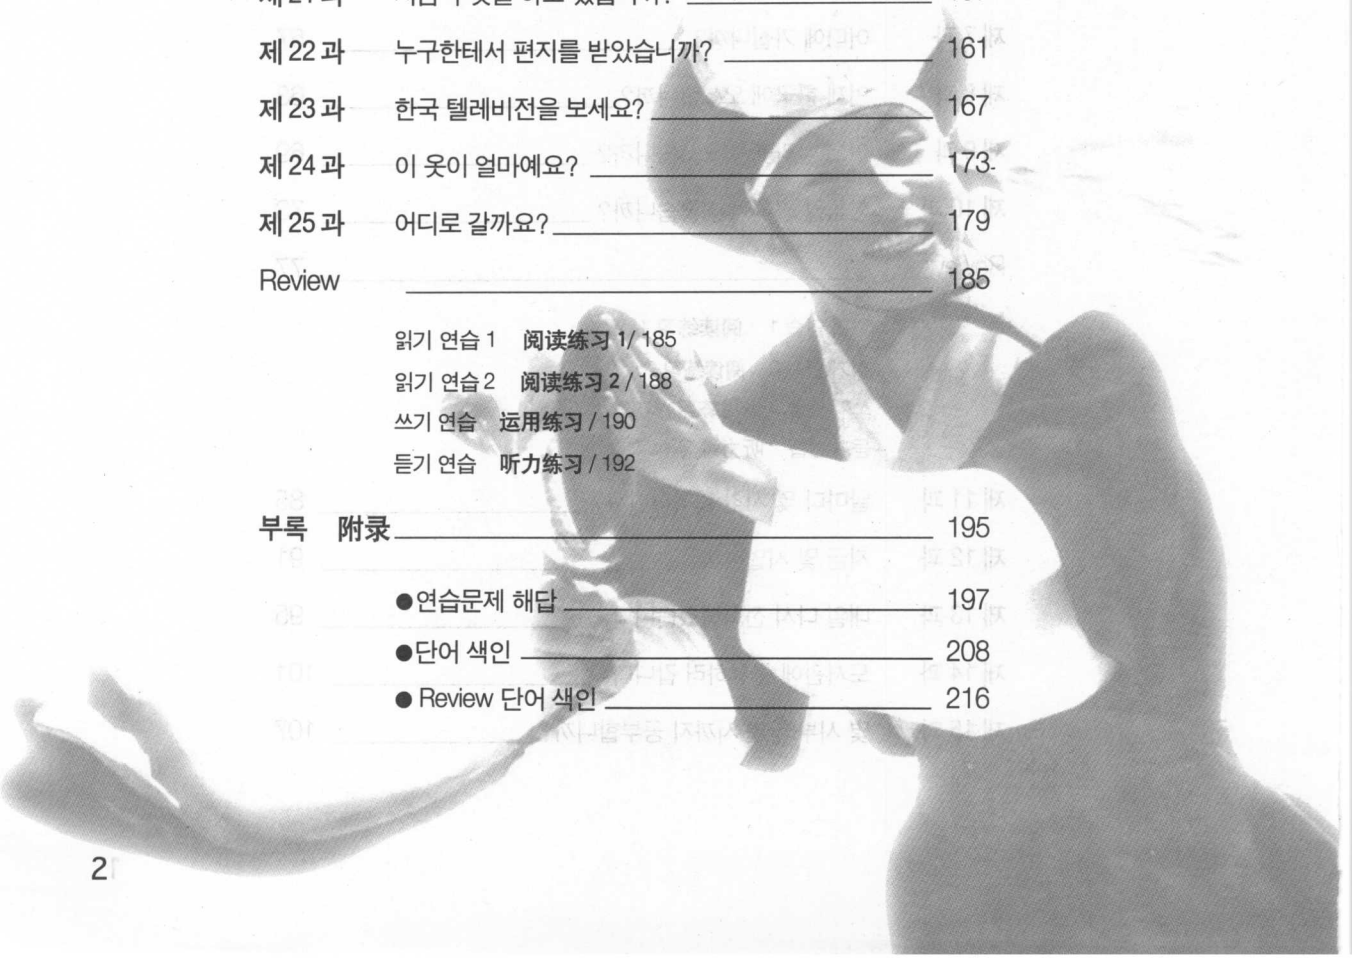 제 22 과 누구한테서 편지를 받았습니까? 161
제 23 과 한국 텔레비전을 보세요? 167
제 24 과 이 옷이 얼마예요? 173
제 25 과 어디로 갈까요? 179
Review 185
읽기 연습 1 阅读练习 1/ 185
읽기 연습 2 阅读练习 2 / 188
쓰기 연습 运用练习 / 190
듣기 연습 听力练习 / 192
부록 附录 195
●연습문제 해답 197
●단어 색인 208
● Review 단어 색인 216
2